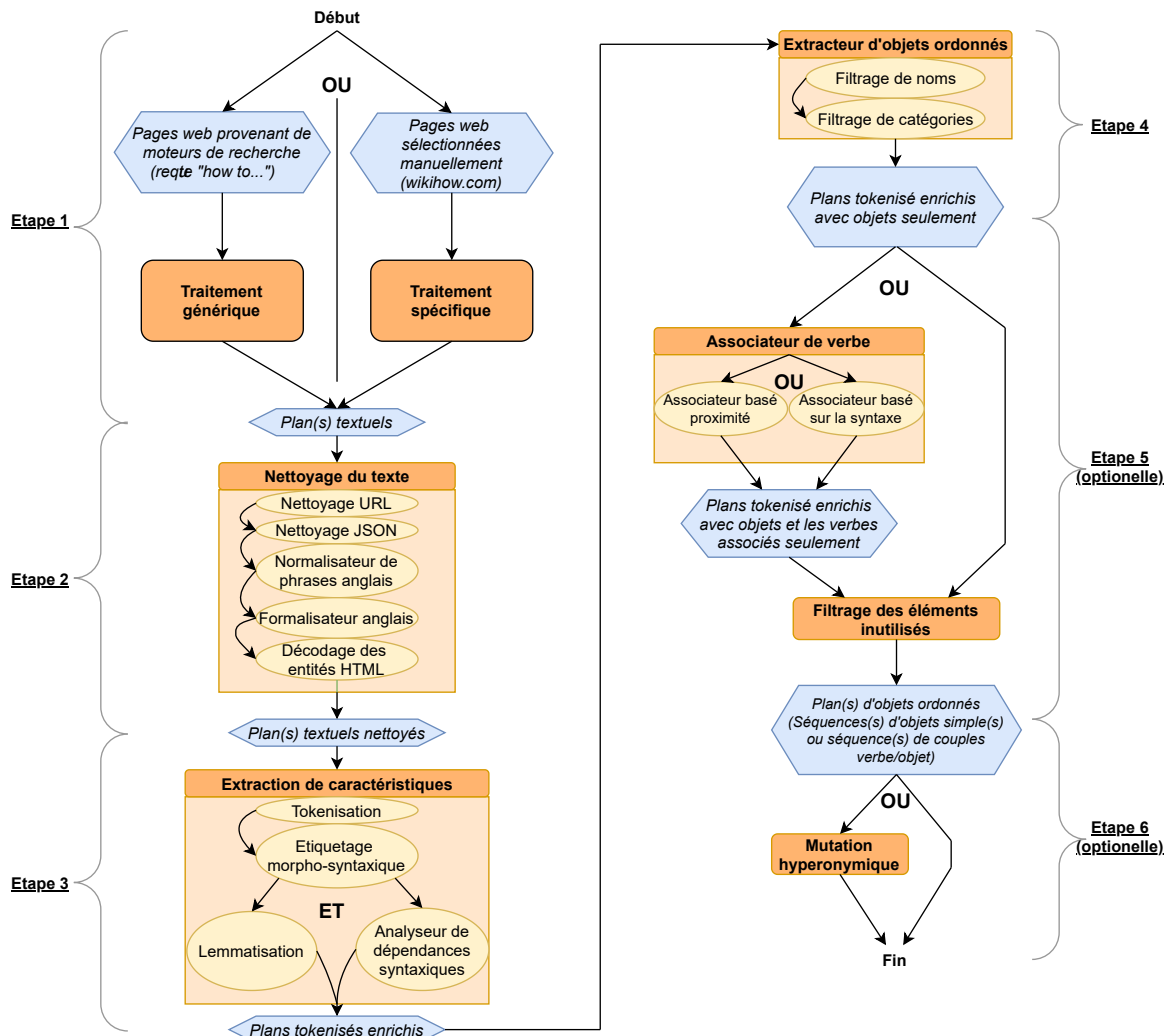 Début
OU
Pages web provenant de
moteurs de recherche
(reqte "how to...")
Pages web
sélectionnées
manuellement
(wikihow.com)
Etape 1
Traitement
générique
Traitement
spécifique
Plan(s) textuels
Nettoyage du texte
Nettoyage URL
Nettoyage JSON
Normalisateur de
phrases anglais
Formalisateur anglais
Décodage des
entités HTML
Etape 2
Plan(s) textuels nettoyés
Extraction de caractéristiques
Tokenisation
Etiquetage
morpho-syntaxique
ET
Lemmatisation
Analyseur de
dépendances
syntaxiques
Etape 3
Plans tokenisés enrichis
Extracteur d'objets ordonnés
Filtrage de noms
Filtrage de catégories
Etape 4
Plans tokenisé enrichis
avec objets seulement
OU
Associateur de verbe
OU
Associateur basé
proximité
Associateur basé
sur la syntaxe
Etape 5
(optionelle)
Plans tokenisé enrichis
avec objets et les verbes
associés seulement
Filtrage des éléments
inutilisés
Plan(s) d'objets ordonnés
(Séquences(s) d'objets simple(s)
ou séquence(s) de couples
verbe/objet)
OU
Mutation
hyperonymique
Etape 6
(optionelle)
Fin